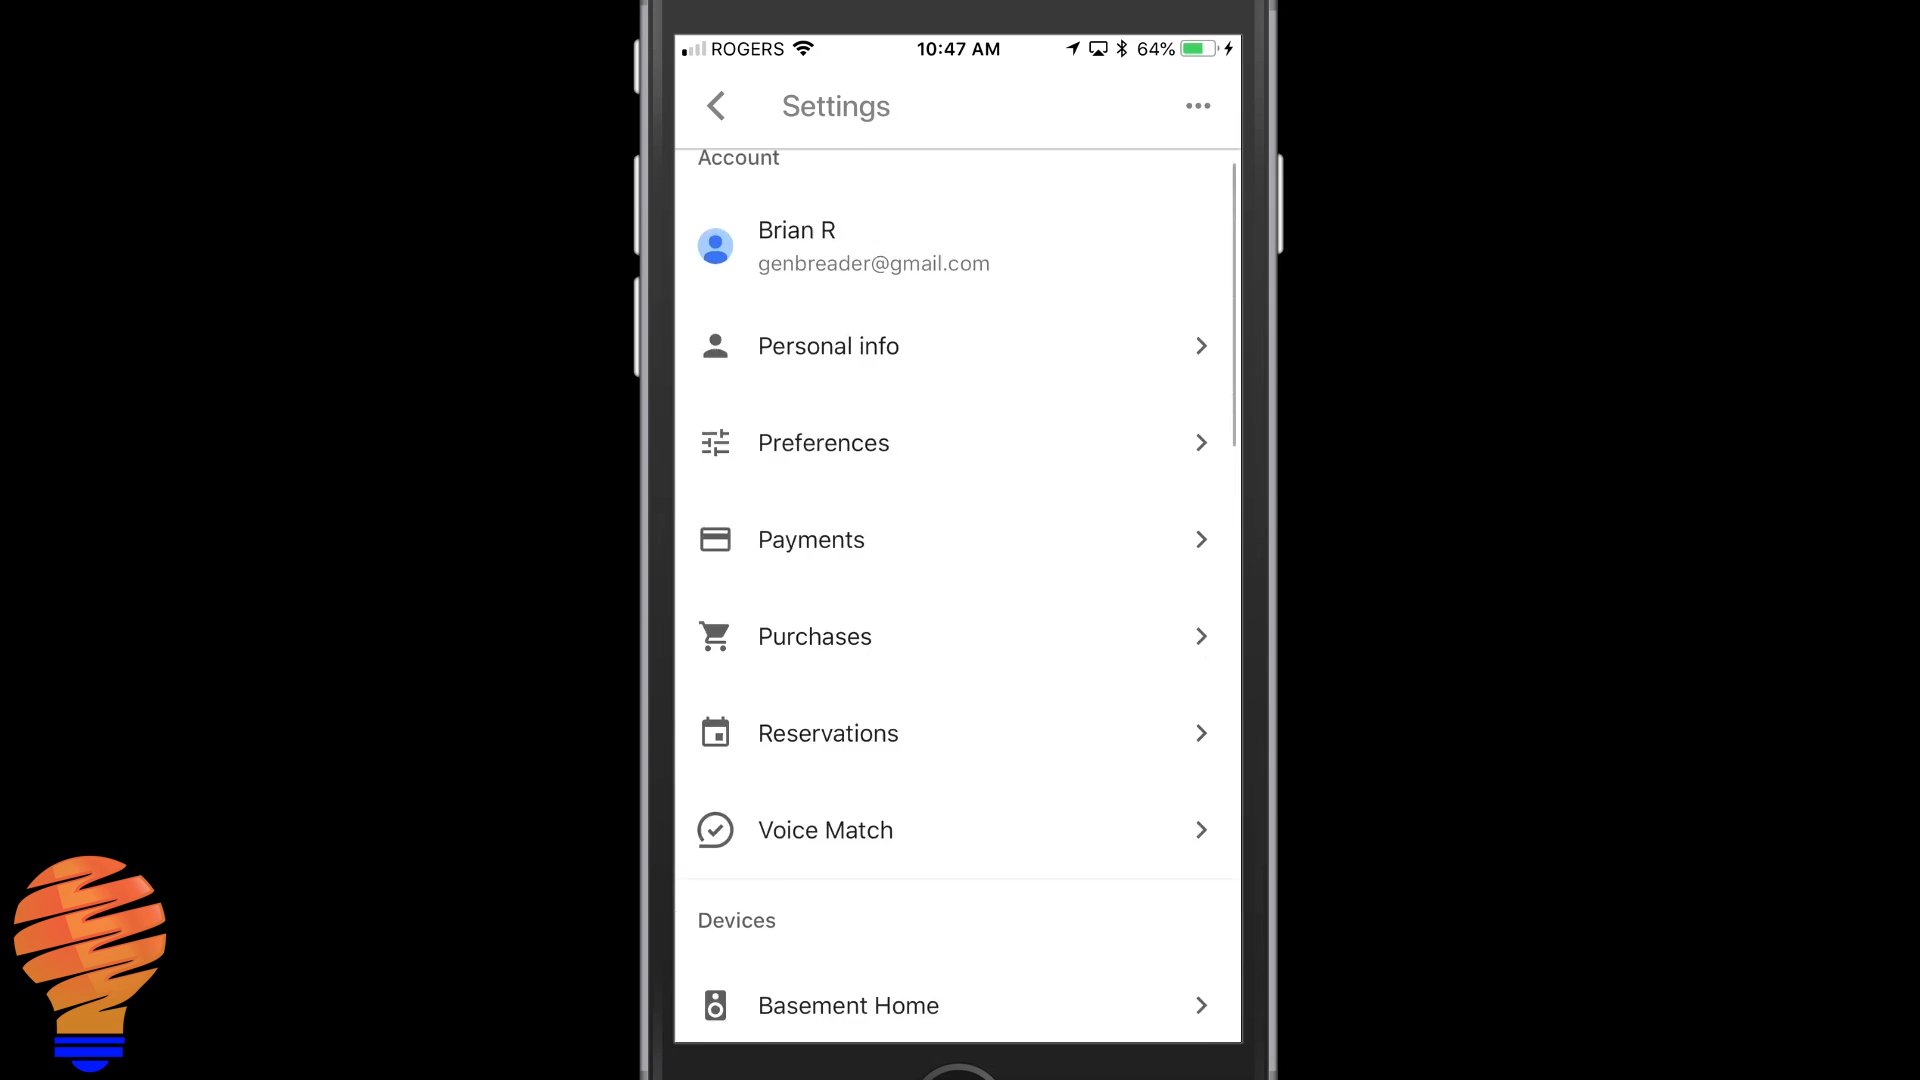 ROGERS 10:47 AM 64%
Settings
Account
Brian R
genbreader@gmail.com
Personal info
Preferences
Payments
Purchases
Reservations
Voice Match
Devices
Basement Home